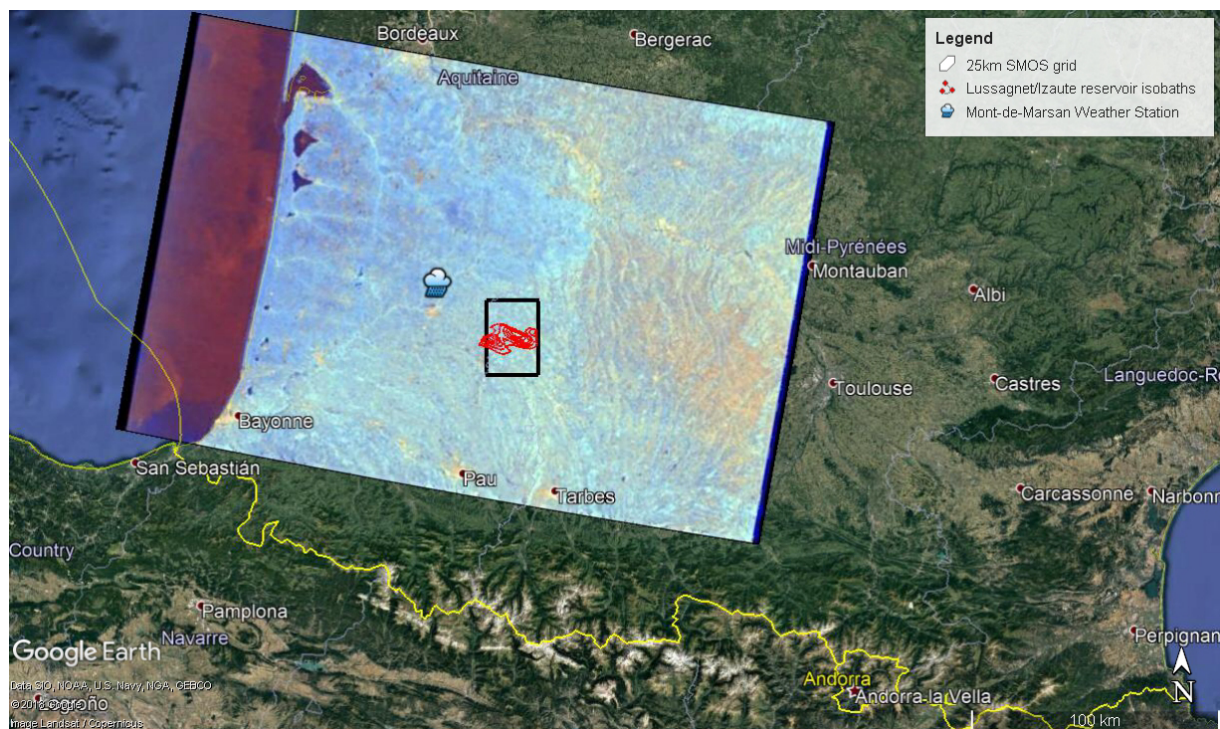 Bordeaux
Bergerac
Aquitaine
Legend
25km SMOS grid
Lussagnet/Izaute reservoir isobaths
Mont-de-Marsan Weather Station
Midi-Pyrénées
Montauban
Albi
Toulouse
Castres
Languedoc-Ro
Bayonne
San Sebastián
Pau
Tarbes
Carcassonne
Narbonn
Country
Pamplona
Navarre
Perpignan
Google Earth
Data SIO, NOAA, U.S. Navy, NGA, GEBCO
Andorra
Andorra la Vella
Logroño
Image Landsat / Copernicus
100 km
N